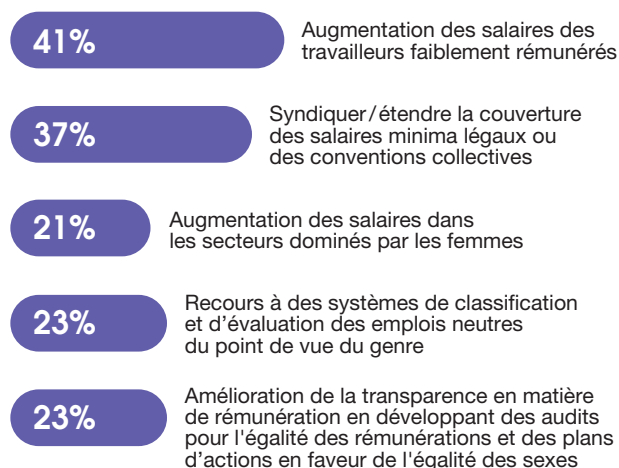 41%
Augmentation des salaires des
travailleurs faiblement rémunérés
37%
Syndiquer/étendre la couverture
des salaires minima légaux ou
des conventions collectives
21%
Augmentation des salaires dans
les secteurs dominés par les femmes
23%
Recours à des systèmes de classification
et d’évaluation des emplois neutres
du point de vue du genre
23%
Amélioration de la transparence en matière
de rémunération en développant des audits
pour l'égalité des rémunérations et des plans
d’actions en faveur de l'égalité des sexes